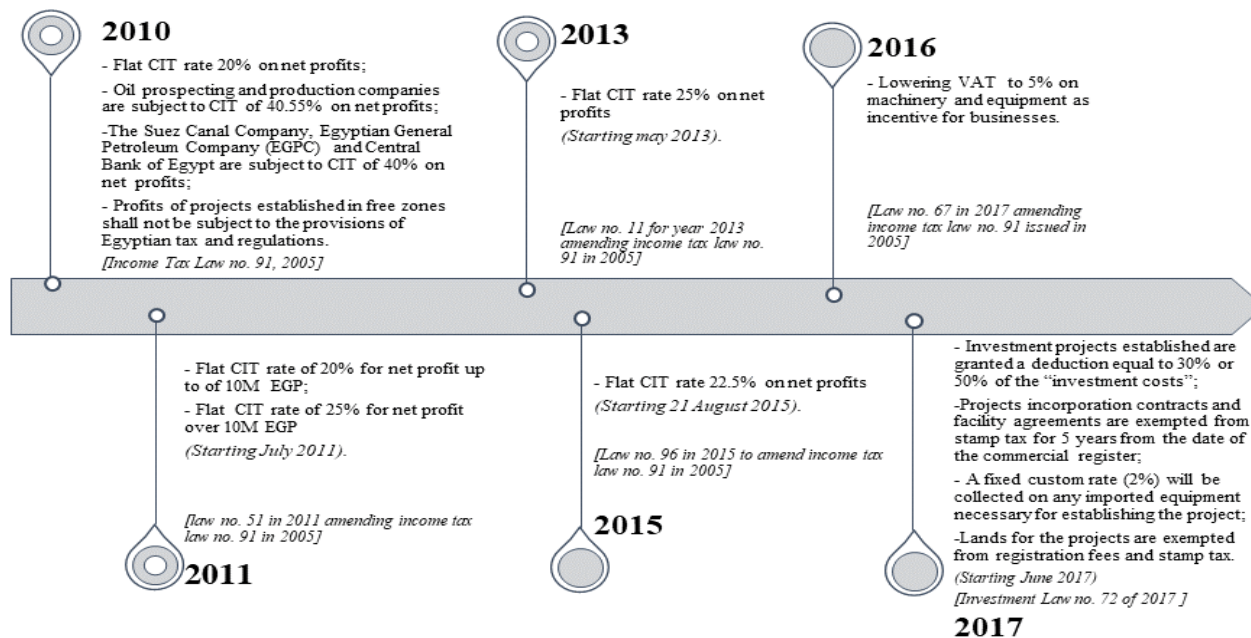 2010
- Flat CIT rate 20% on net profits;
- Oil prospecting and production companies
are subject to CIT of 40.55% on net profits;
-The Suez Canal Company, Egyptian General
Petroleum Company (EGPC) and Central
Bank of Egypt are subject to CIT of 40% on
net profits;
- Profits of projects established in free zones
shall not be subject to the provisions of
Egyptian tax and regulations.
[Income Tax Law no. 91, 2005]
- Flat CIT rate of 20% for net profit up
to of 10M EGP;
- Flat CIT rate of 25% for net profit
over 10M EGP
(Starting July 2011).
[law no. 51 in 2011 amending income tax
law no. 91 in 2005]
2011
2013
- Flat CIT rate 25% on net
profits
(Starting may 2013).
[Law no. 11 for year 2013
amending income tax law no.
91 in 2005]
- Flat CIT rate 22.5% on net profits
(Starting 21 August 2015).
[Law no. 96 in 2015 to amend income tax
law no. 91 in 2005]
2015
2016
- Lowering VAT to 5% on
machinery and equipment as
incentive for businesses.
[Law no. 67 in 2017 amending
income tax law no. 91 issued in
2005]
- Investment projects established are
granted a deduction equal to 30% or
50% of the “investment costs”;
-Projects incorporation contracts and
facility agreements are exempted from
stamp tax for 5 years from the date of
the commercial register;
- A fixed custom rate (2%) will be
collected on any imported equipment
necessary for establishing the project;
-Lands for the projects are exempted
from registration fees and stamp tax.
(Starting June 2017)
[Investment Law no. 72 of 2017 ]
2017